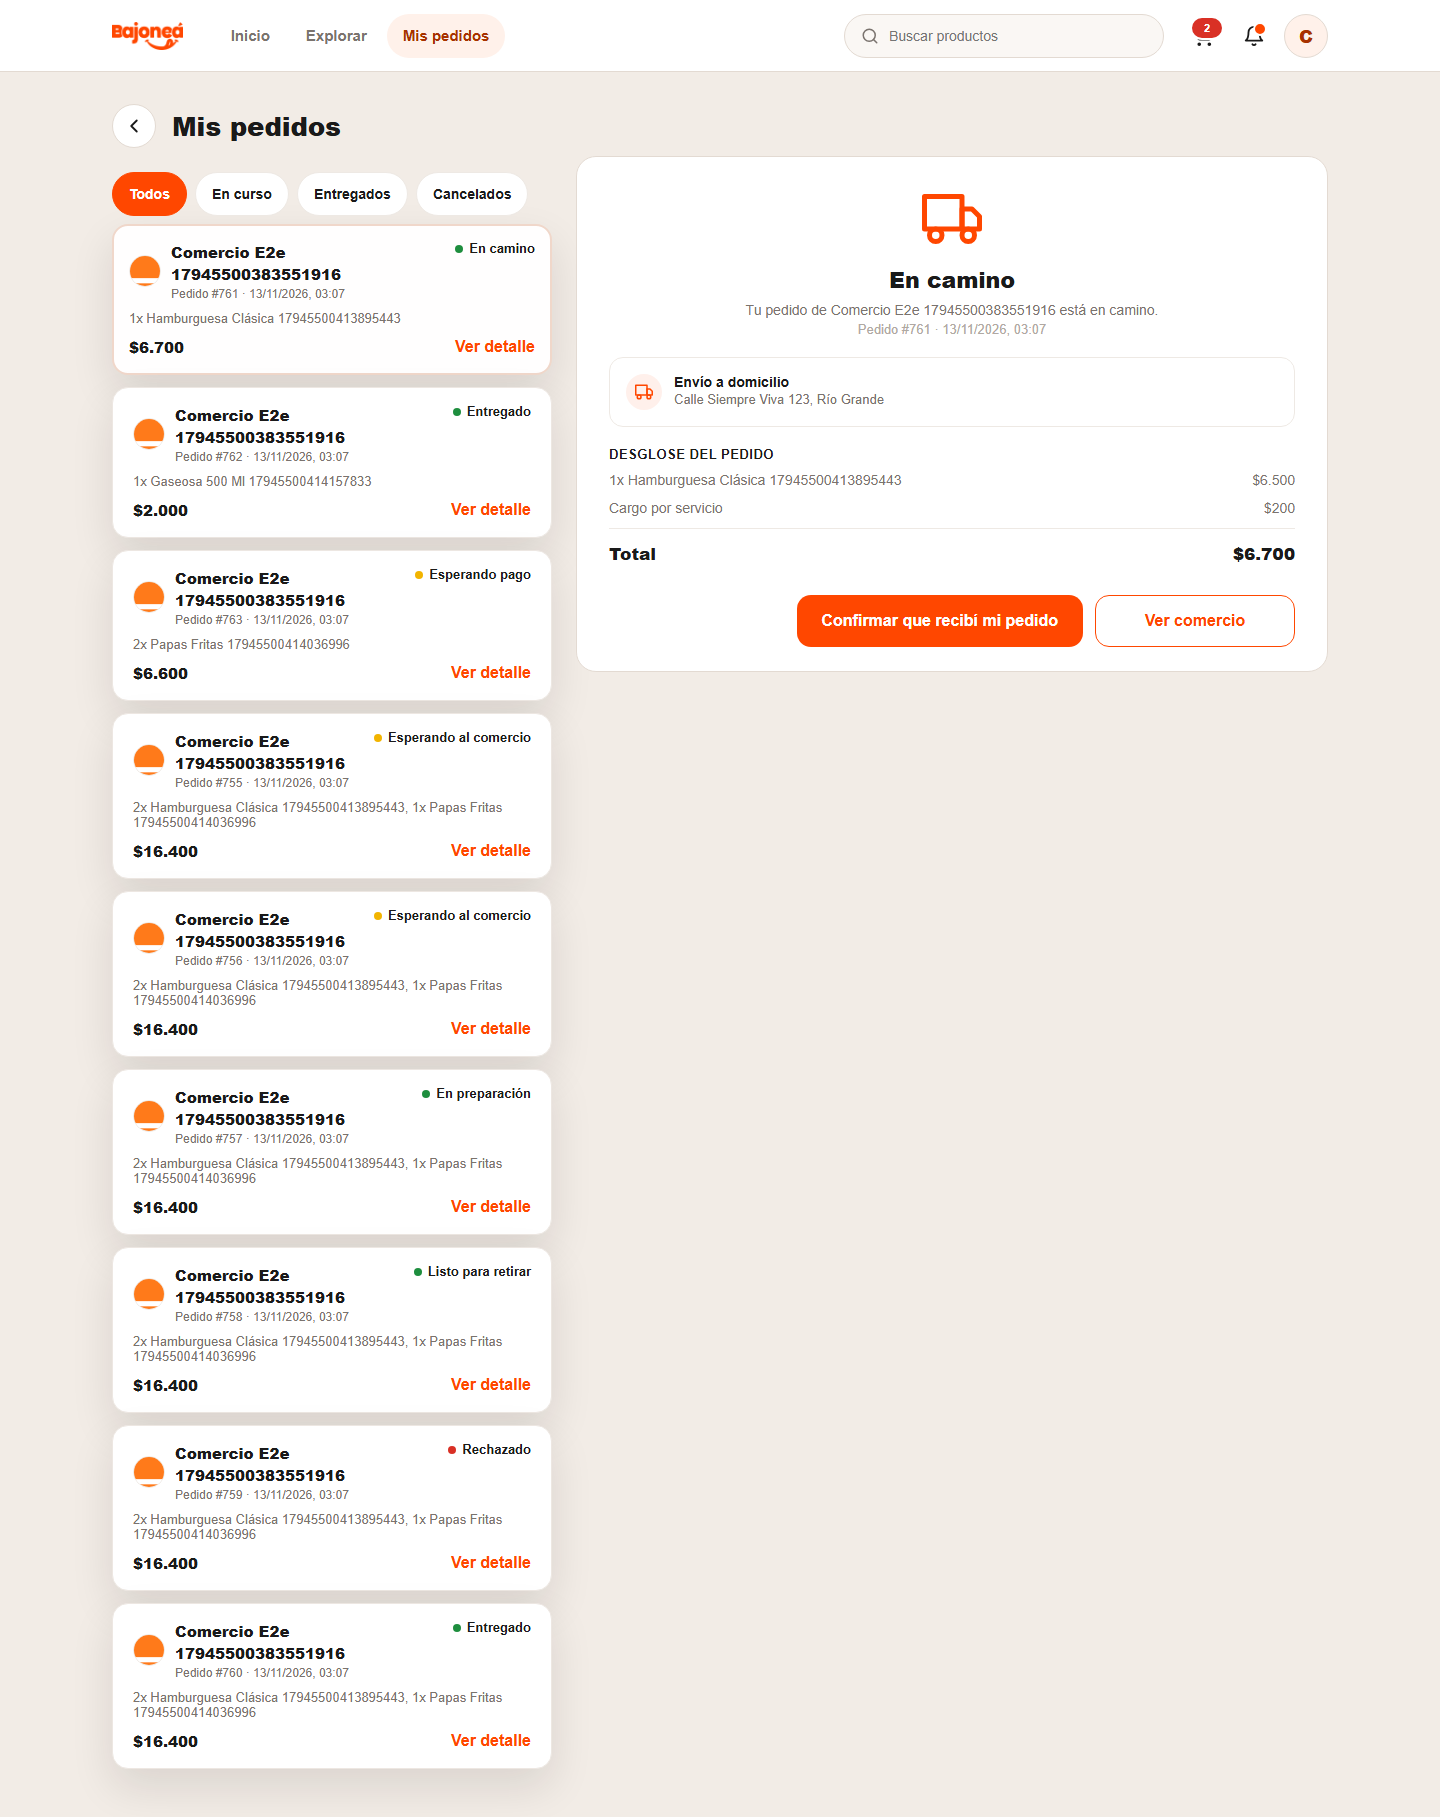 Bajoneá
Inicio
Explorar
Mis pedidos
Buscar productos
2
C
Mis pedidos
Todos
En curso
Entregados
Cancelados
Comercio E2e
17945500383551916
En camino
Pedido #761 · 13/11/2026, 03:07
1x Hamburguesa Clásica 17945500413895443
$6.700
Ver detalle
Comercio E2e
17945500383551916
Entregado
Pedido #762 · 13/11/2026, 03:07
1x Gaseosa 500 Ml 17945500414157833
$2.000
Ver detalle
Comercio E2e
17945500383551916
Esperando pago
Pedido #763 · 13/11/2026, 03:07
2x Papas Fritas 17945500414036996
$6.600
Ver detalle
Comercio E2e
17945500383551916
Esperando al comercio
Pedido #755 · 13/11/2026, 03:07
2x Hamburguesa Clásica 17945500413895443, 1x Papas Fritas
17945500414036996
$16.400
Ver detalle
Comercio E2e
17945500383551916
Esperando al comercio
Pedido #756 · 13/11/2026, 03:07
2x Hamburguesa Clásica 17945500413895443, 1x Papas Fritas
17945500414036996
$16.400
Ver detalle
Comercio E2e
17945500383551916
En preparación
Pedido #757 · 13/11/2026, 03:07
2x Hamburguesa Clásica 17945500413895443, 1x Papas Fritas
17945500414036996
$16.400
Ver detalle
Comercio E2e
17945500383551916
Listo para retirar
Pedido #758 · 13/11/2026, 03:07
2x Hamburguesa Clásica 17945500413895443, 1x Papas Fritas
17945500414036996
$16.400
Ver detalle
Comercio E2e
17945500383551916
Rechazado
Pedido #759 · 13/11/2026, 03:07
2x Hamburguesa Clásica 17945500413895443, 1x Papas Fritas
17945500414036996
$16.400
Ver detalle
Comercio E2e
17945500383551916
Entregado
Pedido #760 · 13/11/2026, 03:07
2x Hamburguesa Clásica 17945500413895443, 1x Papas Fritas
17945500414036996
$16.400
Ver detalle
En camino
Tu pedido de Comercio E2e 17945500383551916 está en camino.
Pedido #761 · 13/11/2026, 03:07
Envío a domicilio
Calle Siempre Viva 123, Río Grande
DESGLOSE DEL PEDIDO
1x Hamburguesa Clásica 17945500413895443 $6.500
Cargo por servicio $200
Total $6.700
Confirmar que recibí mi pedido
Ver comercio